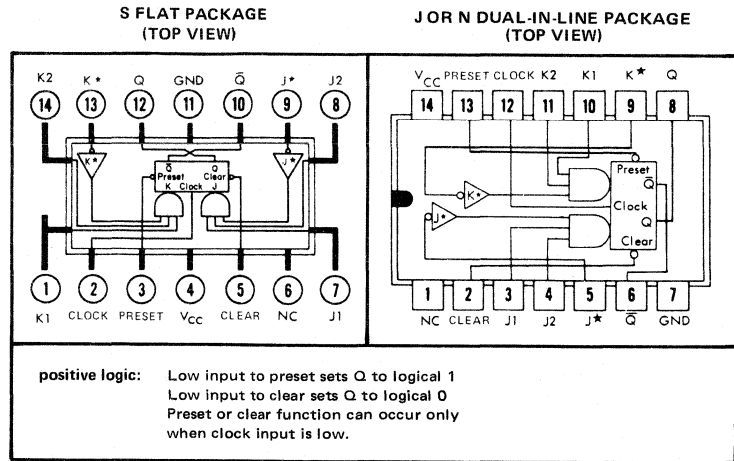 S FLAT PACKAGE
(TOP VIEW)
K2 K★ Q GND Q̅ J★ J2
14 13 12 11 10 9 8
K★ J★
Q̅ Q
Preset Clear
K Clock J
1 2 3 4 5 6 7
K1 CLOCK PRESET VCC CLEAR NC J1
J OR N DUAL-IN-LINE PACKAGE
(TOP VIEW)
VCC PRESET CLOCK K2 K1 K★ Q
14 13 12 11 10 9 8
Preset
Q̅
K★
Clock
J★
Q
Clear
1 2 3 4 5 6 7
NC CLEAR J1 J2 J★ Q̅ GND
positive logic: Low input to preset sets Q to logical 1
Low input to clear sets Q to logical 0
Preset or clear function can occur only
when clock input is low.